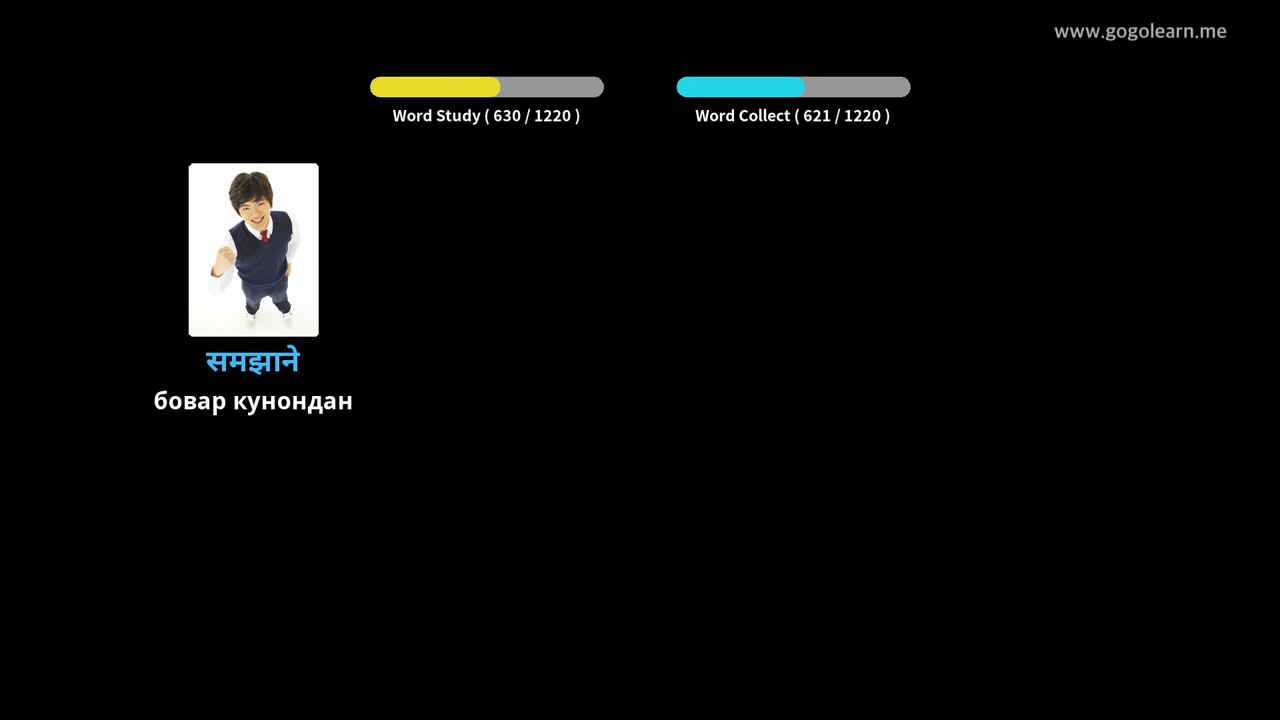 www.gogolearn.me
Word Study ( 630 / 1220 )
Word Collect ( 621 / 1220 )
समझाने
бовар кунондан